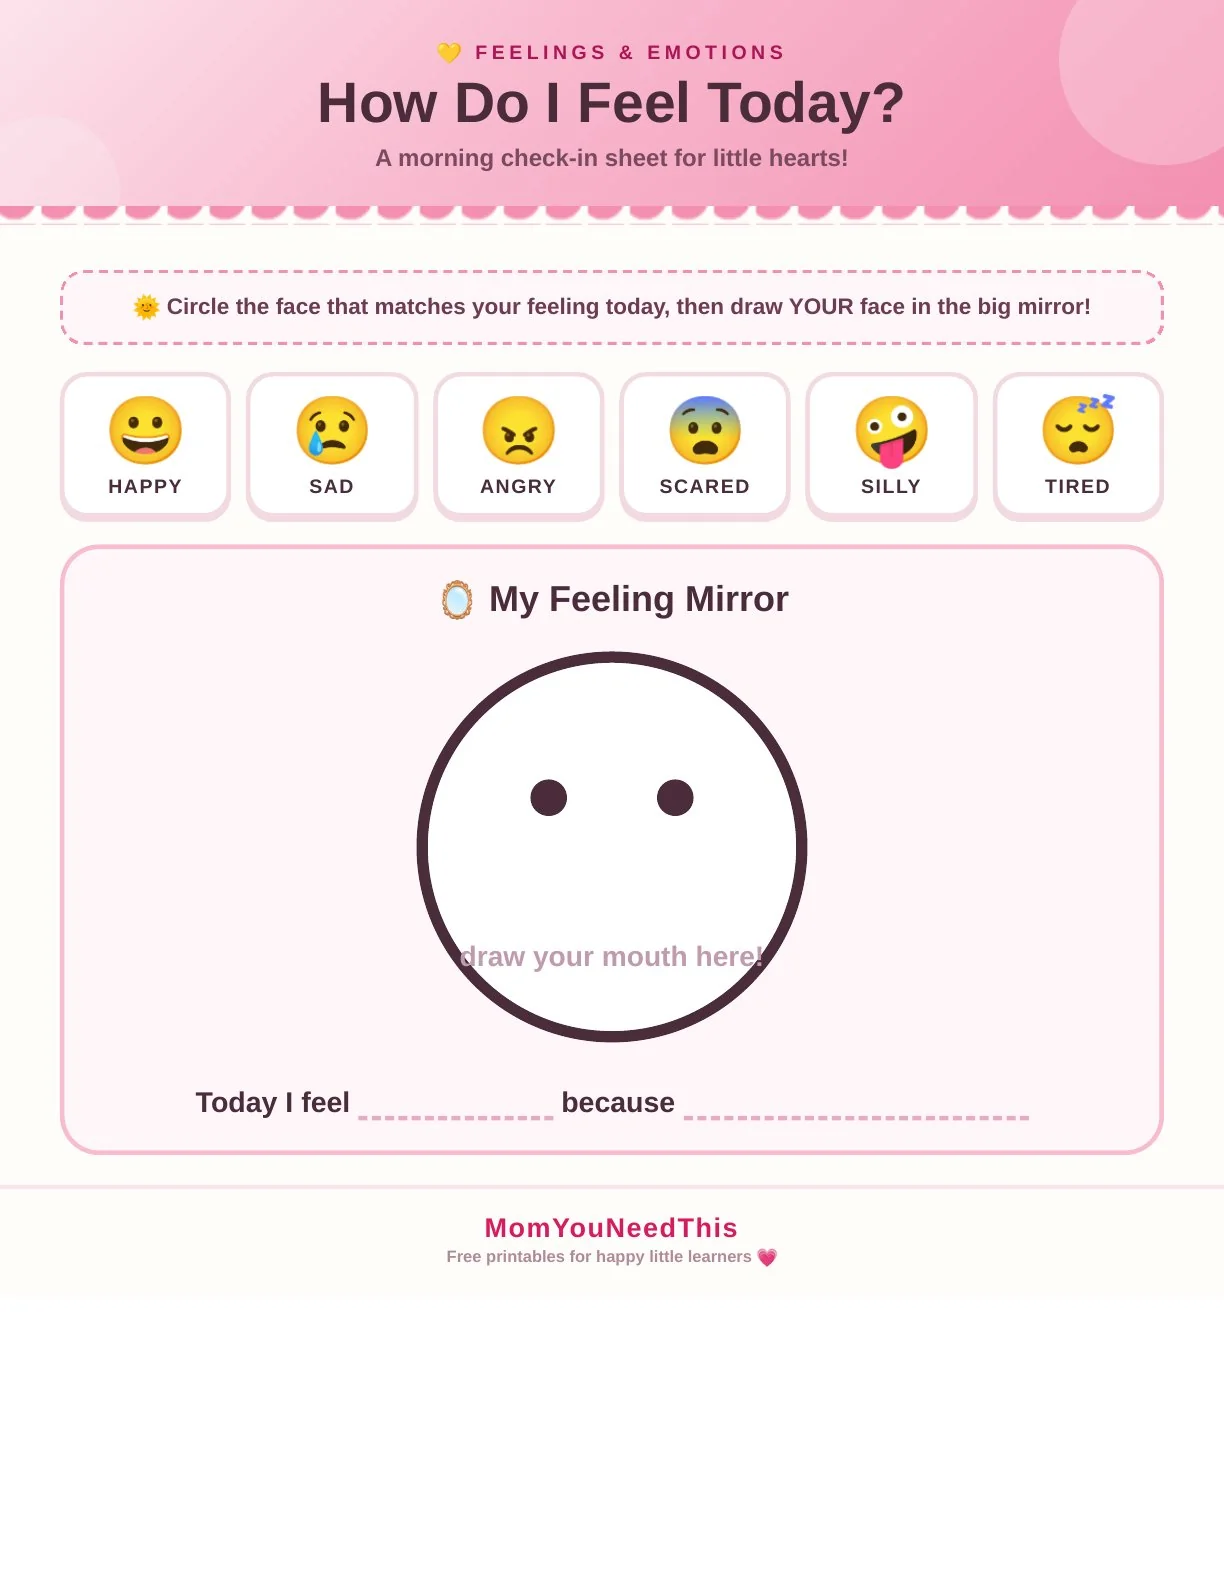 💛 FEELINGS & EMOTIONS
How Do I Feel Today?
A morning check-in sheet for little hearts!
🌞 Circle the face that matches your feeling today, then draw YOUR face in the big mirror!
HAPPY
SAD
ANGRY
SCARED
SILLY
TIRED
🪞 My Feeling Mirror
draw your mouth here!
Today I feel because
MomYouNeedThis
Free printables for happy little learners 💗